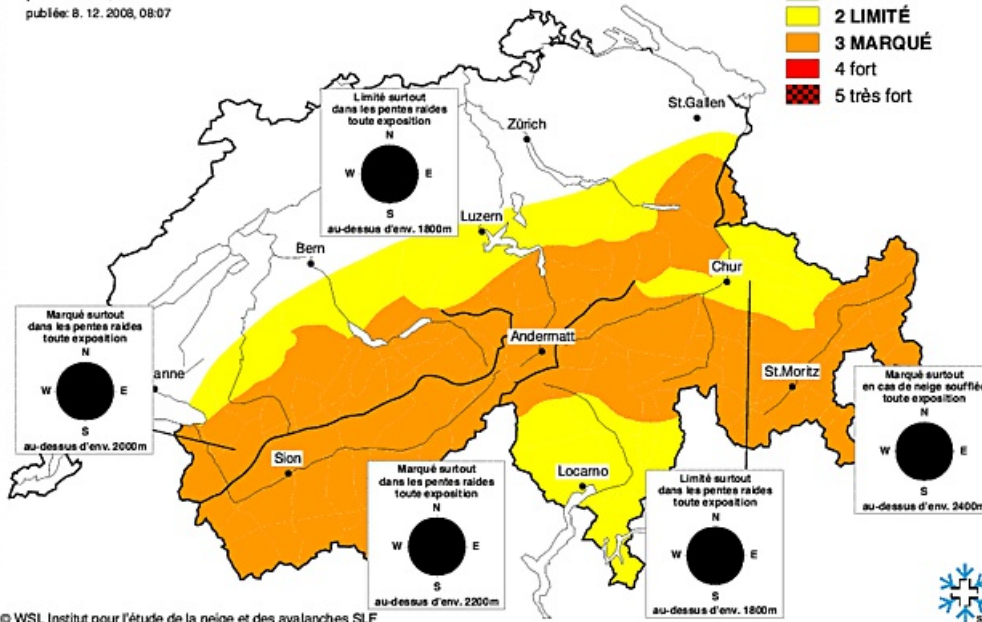 publiée: 8. 12. 2008, 08:07
2 LIMITÉ
3 MARQUÉ
4 fort
5 très fort
St.Gallen
Zürich
Limité surtout
dans les pentes raides
toute exposition
N
W E
S
au-dessus d'env. 1800m
Luzern
Bern
Chur
Marqué surtout
dans les pentes raides
toute exposition
N
W E
S
au-dessus d'env. 2000m
anne
Andermatt
St.Moritz
Marqué surtout
en cas de neige soufflée
toute exposition
N
W E
S
au-dessus d'env. 2400m
Sion
Locarno
Marqué surtout
dans les pentes raides
toute exposition
N
W E
S
au-dessus d'env. 2200m
Limité surtout
dans les pentes raides
toute exposition
N
W E
S
au-dessus d'env. 1800m
© WSL Institut pour l'étude de la neige et des avalanches SLF